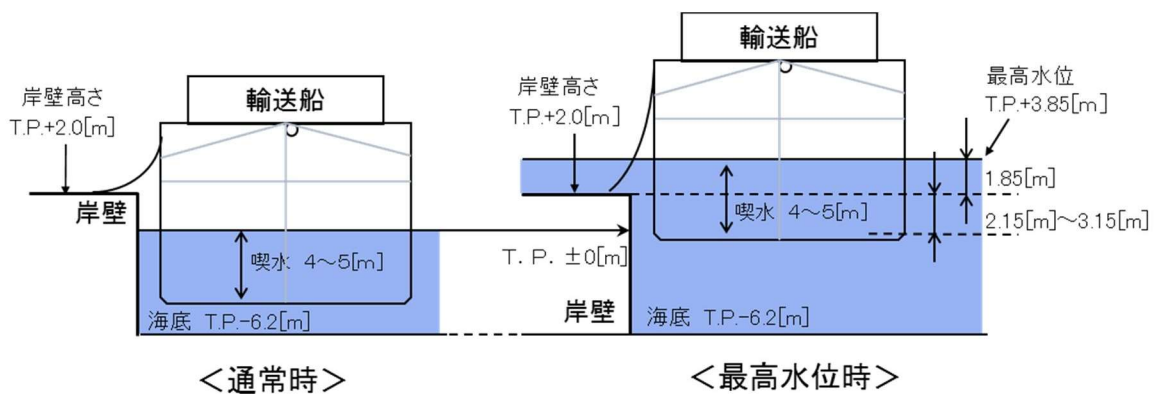 輸送船
岸壁高さ
T.P.+2.0[m]
岸壁
喫水 4～5[m]
海底 T.P.-6.2[m]
T. P. ±0[m]
＜通常時＞
輸送船
岸壁高さ
T.P.+2.0[m]
最高水位
T.P.+3.85[m]
1.85[m]
喫水 4～5[m]
2.15[m]～3.15[m]
岸壁
海底 T.P.-6.2[m]
＜最高水位時＞